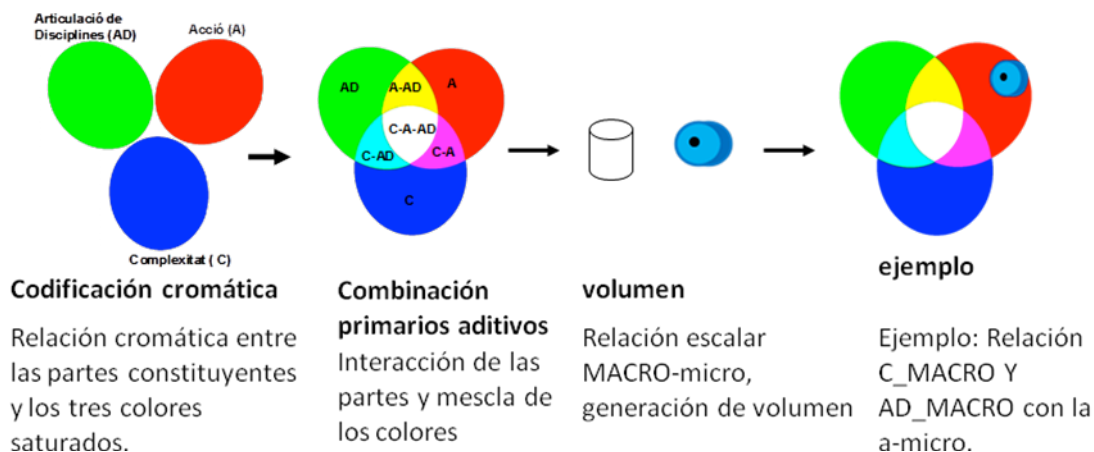 Articulació de
Disciplines (AD)
Acció (A)
Complexitat ( C)
AD
A-AD
A
C-A-AD
C-AD
C-A
C
Codificación cromática
Relación cromática entre
las partes constituyentes
y los tres colores
saturados.
Combinación
primarios aditivos
Interacción de las
partes y mescla de
los colores
volumen
Relación escalar
MACRO-micro,
generación de volumen
ejemplo
Ejemplo: Relación
C_MACRO Y
AD_MACRO con la
a-micro.